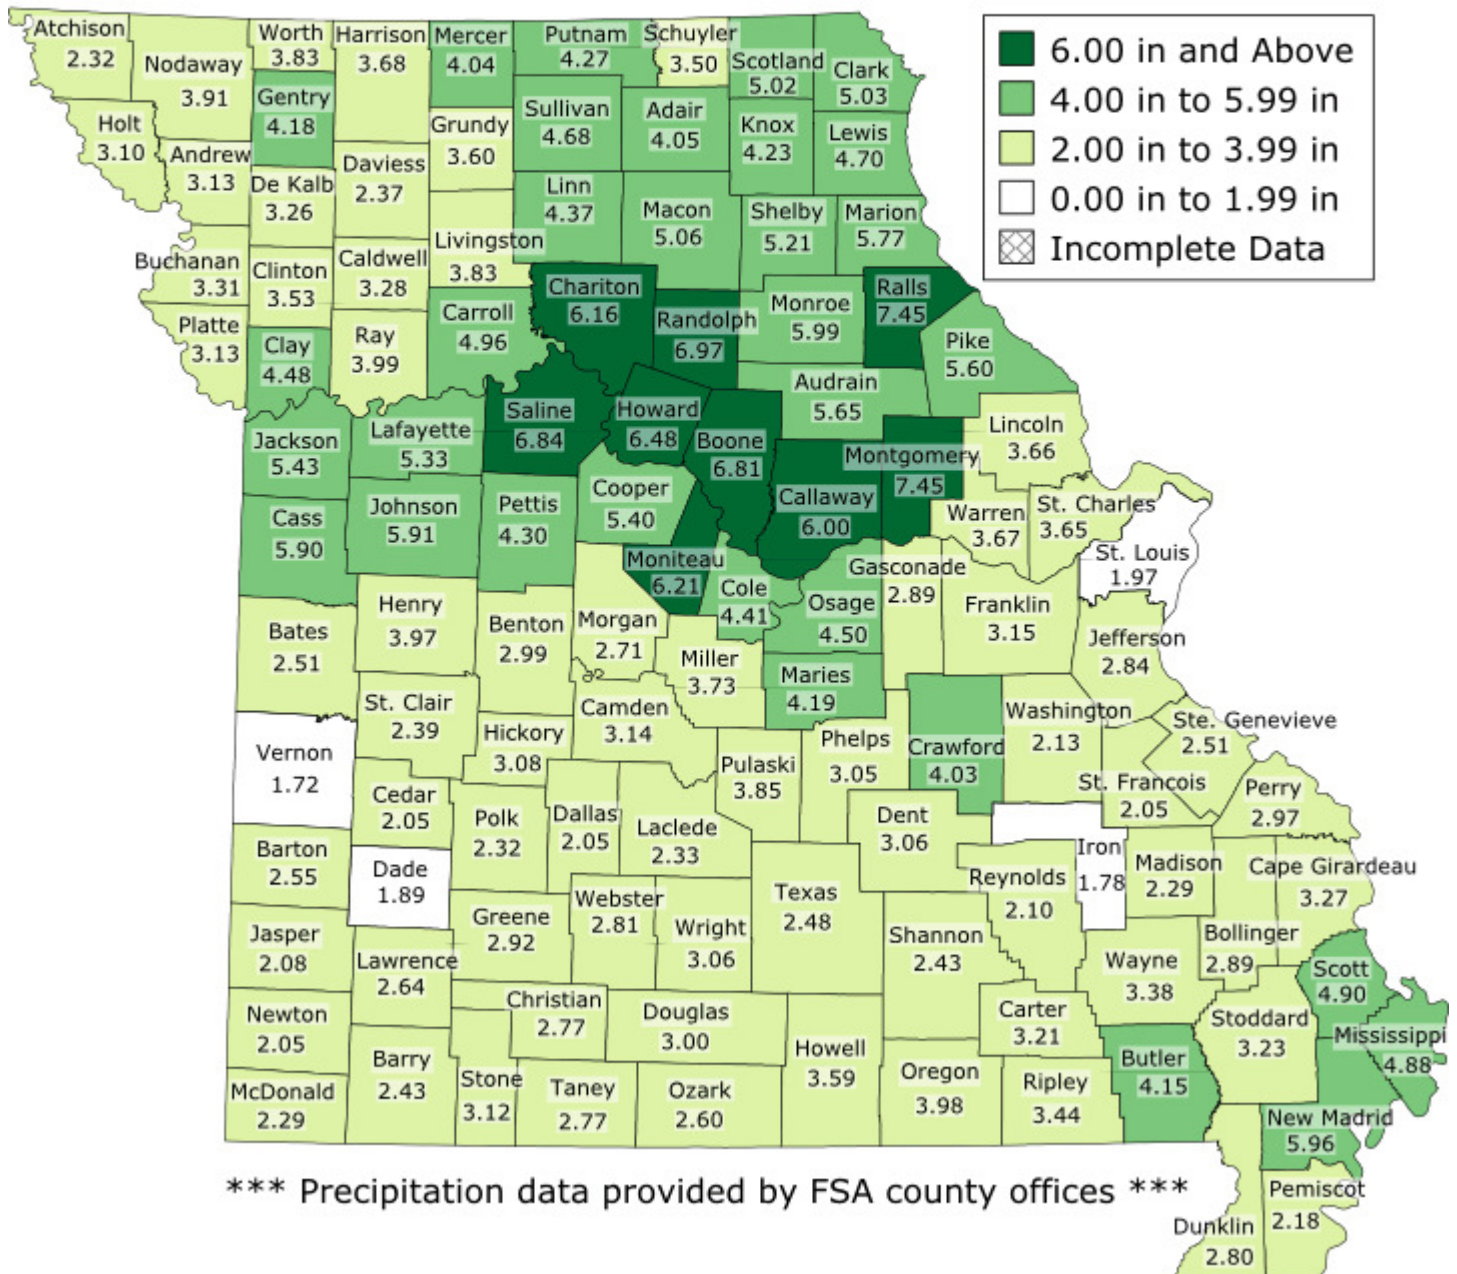 Atchison
2.32
Nodaway
3.91
Worth
3.83
Harrison
3.68
Mercer
4.04
Putnam
4.27
Schuyler
3.50
Scotland
5.02
Clark
5.03
6.00 in and Above
4.00 in to 5.99 in
2.00 in to 3.99 in
0.00 in to 1.99 in
Incomplete Data
Holt
3.10
Andrew
3.13
Gentry
4.18
De Kalb
3.26
Daviess
2.37
Grundy
3.60
Sullivan
4.68
Adair
4.05
Knox
4.23
Lewis
4.70
Linn
4.37
Macon
5.06
Shelby
5.21
Marion
5.77
Buchanan
3.31
Clinton
3.53
Caldwell
3.28
Livingston
3.83
Chariton
6.16
Randolph
6.97
Monroe
5.99
Ralls
7.45
Pike
5.60
Platte
3.13
Clay
4.48
Ray
3.99
Carroll
4.96
Audrain
5.65
Jackson
5.43
Lafayette
5.33
Saline
6.84
Howard
6.48
Boone
6.81
Callaway
6.00
Montgomery
7.45
Lincoln
3.66
Warren
3.67
St. Charles
3.65
St. Louis
1.97
Cass
5.90
Johnson
5.91
Pettis
4.30
Cooper
5.40
Moniteau
6.21
Cole
4.41
Osage
4.50
Gasconade
2.89
Franklin
3.15
Jefferson
2.84
Bates
2.51
Henry
3.97
Benton
2.99
Morgan
2.71
Miller
3.73
Maries
4.19
St. Clair
2.39
Hickory
3.08
Camden
3.14
Pulaski
3.85
Phelps
3.05
Crawford
4.03
Washington
2.13
Ste. Genevieve
2.51
St. Francois
2.05
Perry
2.97
Vernon
1.72
Cedar
2.05
Polk
2.32
Dallas
2.05
Laclede
2.33
Dent
3.06
Iron
1.78
Madison
2.29
Cape Girardeau
3.27
Barton
2.55
Dade
1.89
Greene
2.92
Webster
2.81
Wright
3.06
Texas
2.48
Reynolds
2.10
Shannon
2.43
Bollinger
2.89
Wayne
3.38
Scott
4.90
Jasper
2.08
Lawrence
2.64
Christian
2.77
Douglas
3.00
Carter
3.21
Stoddard
3.23
Mississippi
4.88
Newton
2.05
McDonald
2.29
Barry
2.43
Stone
3.12
Taney
2.77
Ozark
2.60
Howell
3.59
Oregon
3.98
Ripley
3.44
Butler
4.15
New Madrid
5.96
Pemiscot
2.18
Dunklin
2.80
*** Precipitation data provided by FSA county offices ***